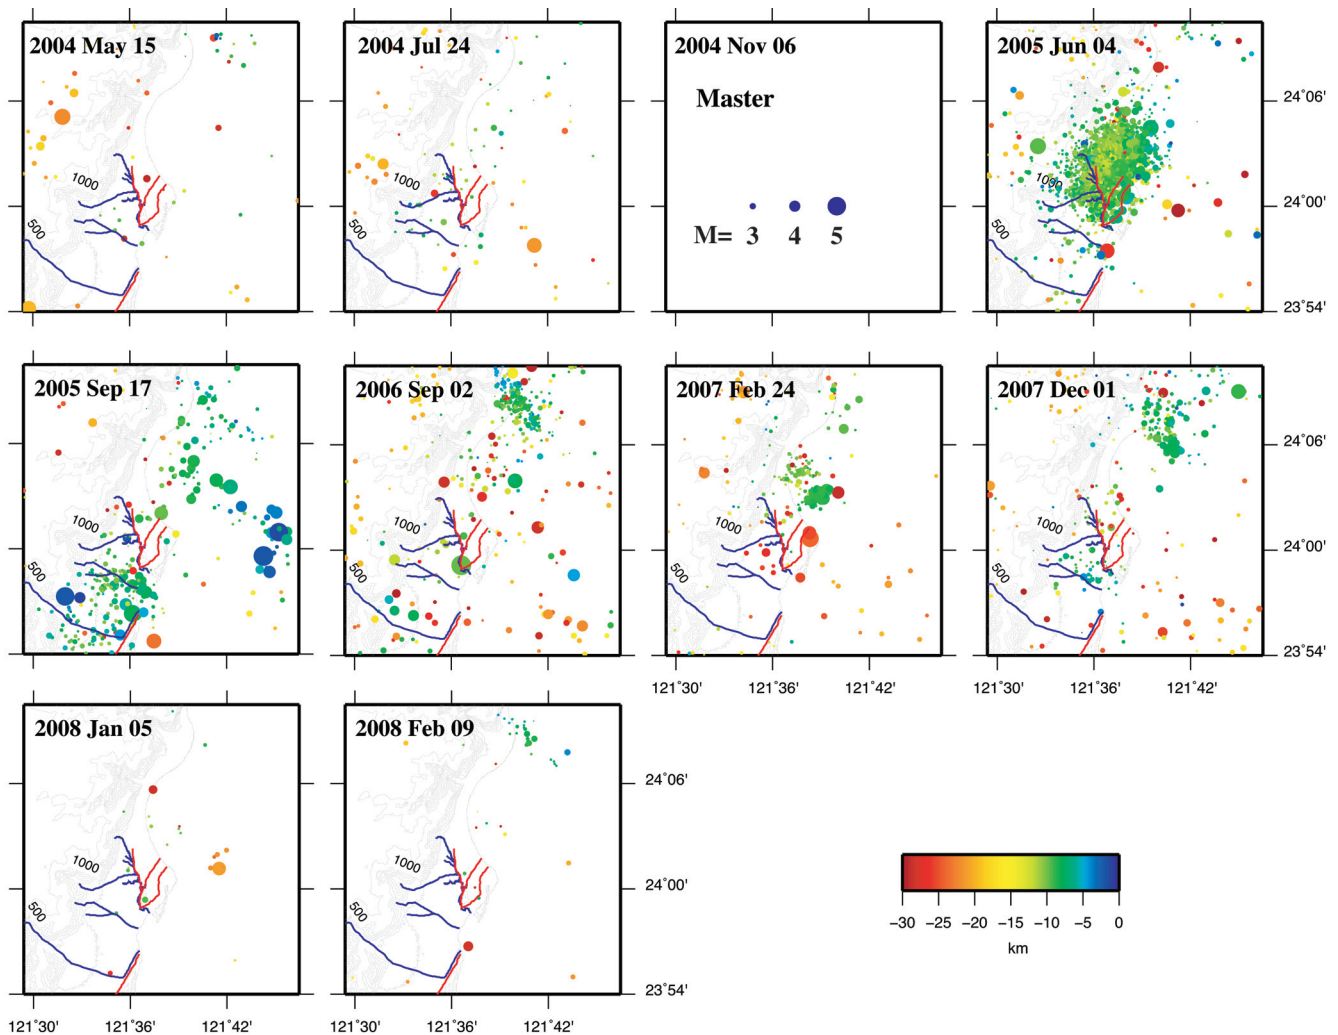 2004 May 15
1000
500
2004 Jul 24
1000
500
2004 Nov 06
Master
M= 3 4 5
2005 Jun 04
1000
500
24°06'
24°00'
23°54'
2005 Sep 17
1000
500
2006 Sep 02
1000
500
2007 Feb 24
1000
500
2007 Dec 01
1000
500
24°06'
24°00'
23°54'
121°30' 121°36' 121°42'
121°30' 121°36' 121°42'
2008 Jan 05
1000
500
2008 Feb 09
1000
500
24°06'
24°00'
23°54'
121°30' 121°36' 121°42'
121°30' 121°36' 121°42'
−30 −25 −20 −15 −10 −5 0
km